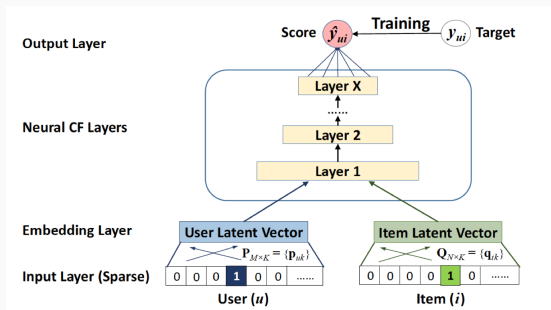 Output Layer
Score ŷui Training yui Target
Layer X
......
Neural CF Layers
Layer 2
Layer 1
Embedding Layer
User Latent Vector
Item Latent Vector
PM×K = {puk}
QN×K = {qik}
Input Layer (Sparse)
0 0 0 1 0 0 ......
0 0 0 0 1 0 ......
User (u)
Item (i)